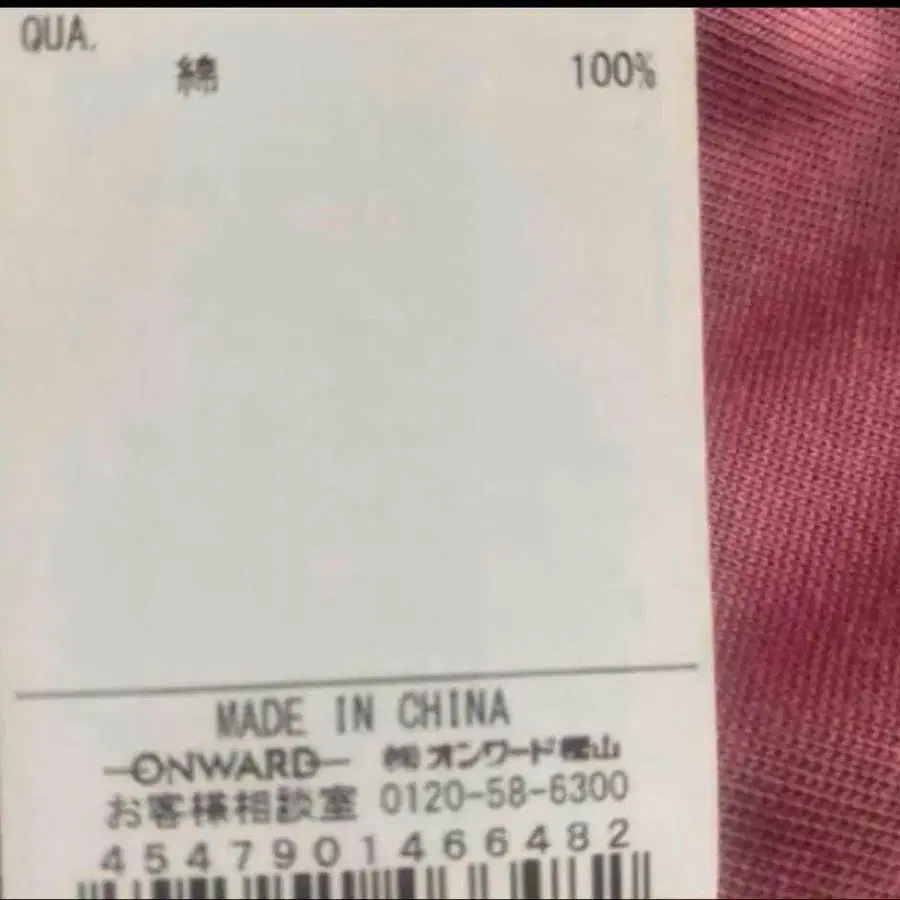 QUA.
綿 100%
MADE IN CHINA
ONWARD ㈱オンワード樫山
お客様相談室 0120-58-6300
4547901466482